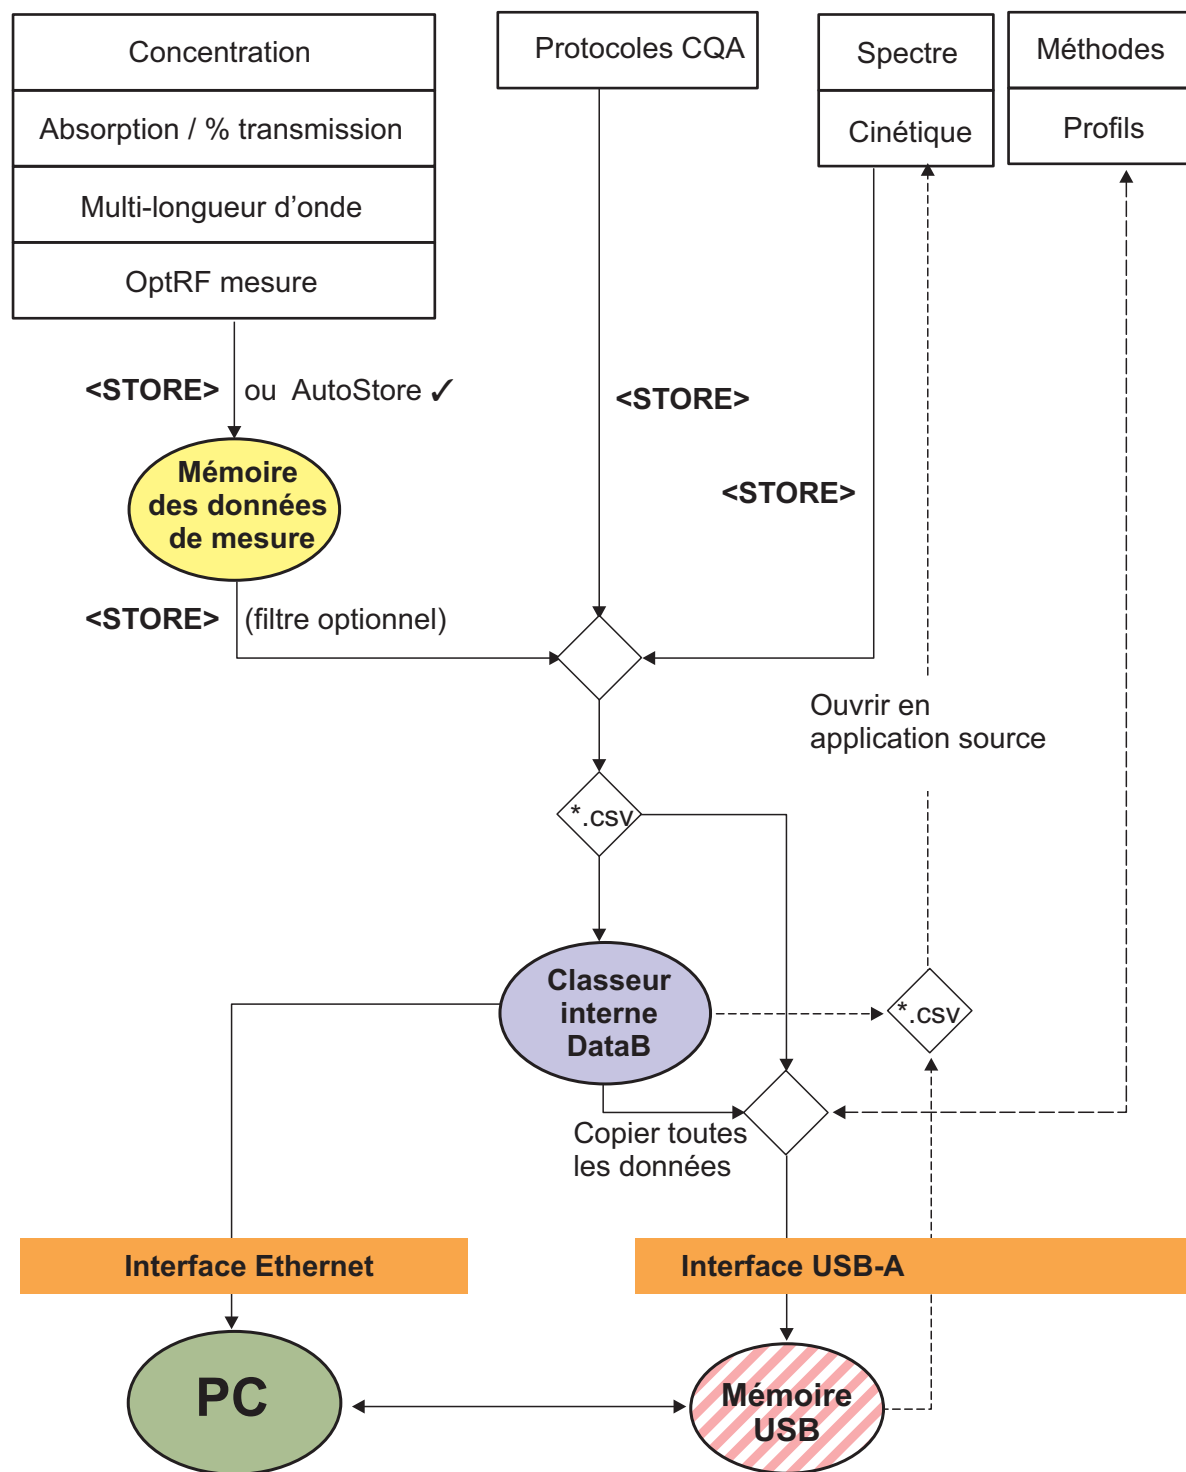 Concentration
Absorption / % transmission
Multi-longueur d’onde
OptRF mesure
Protocoles CQA
Spectre
Cinétique
Méthodes
Profils
<STORE> ou AutoStore ✓
<STORE>
<STORE>
Mémoire
des données
de mesure
<STORE> (filtre optionnel)
Ouvrir en
application source
*.csv
Classeur
interne
DataB
*.csv
Copier toutes
les données
Interface Ethernet
Interface USB-A
PC
Mémoire
USB